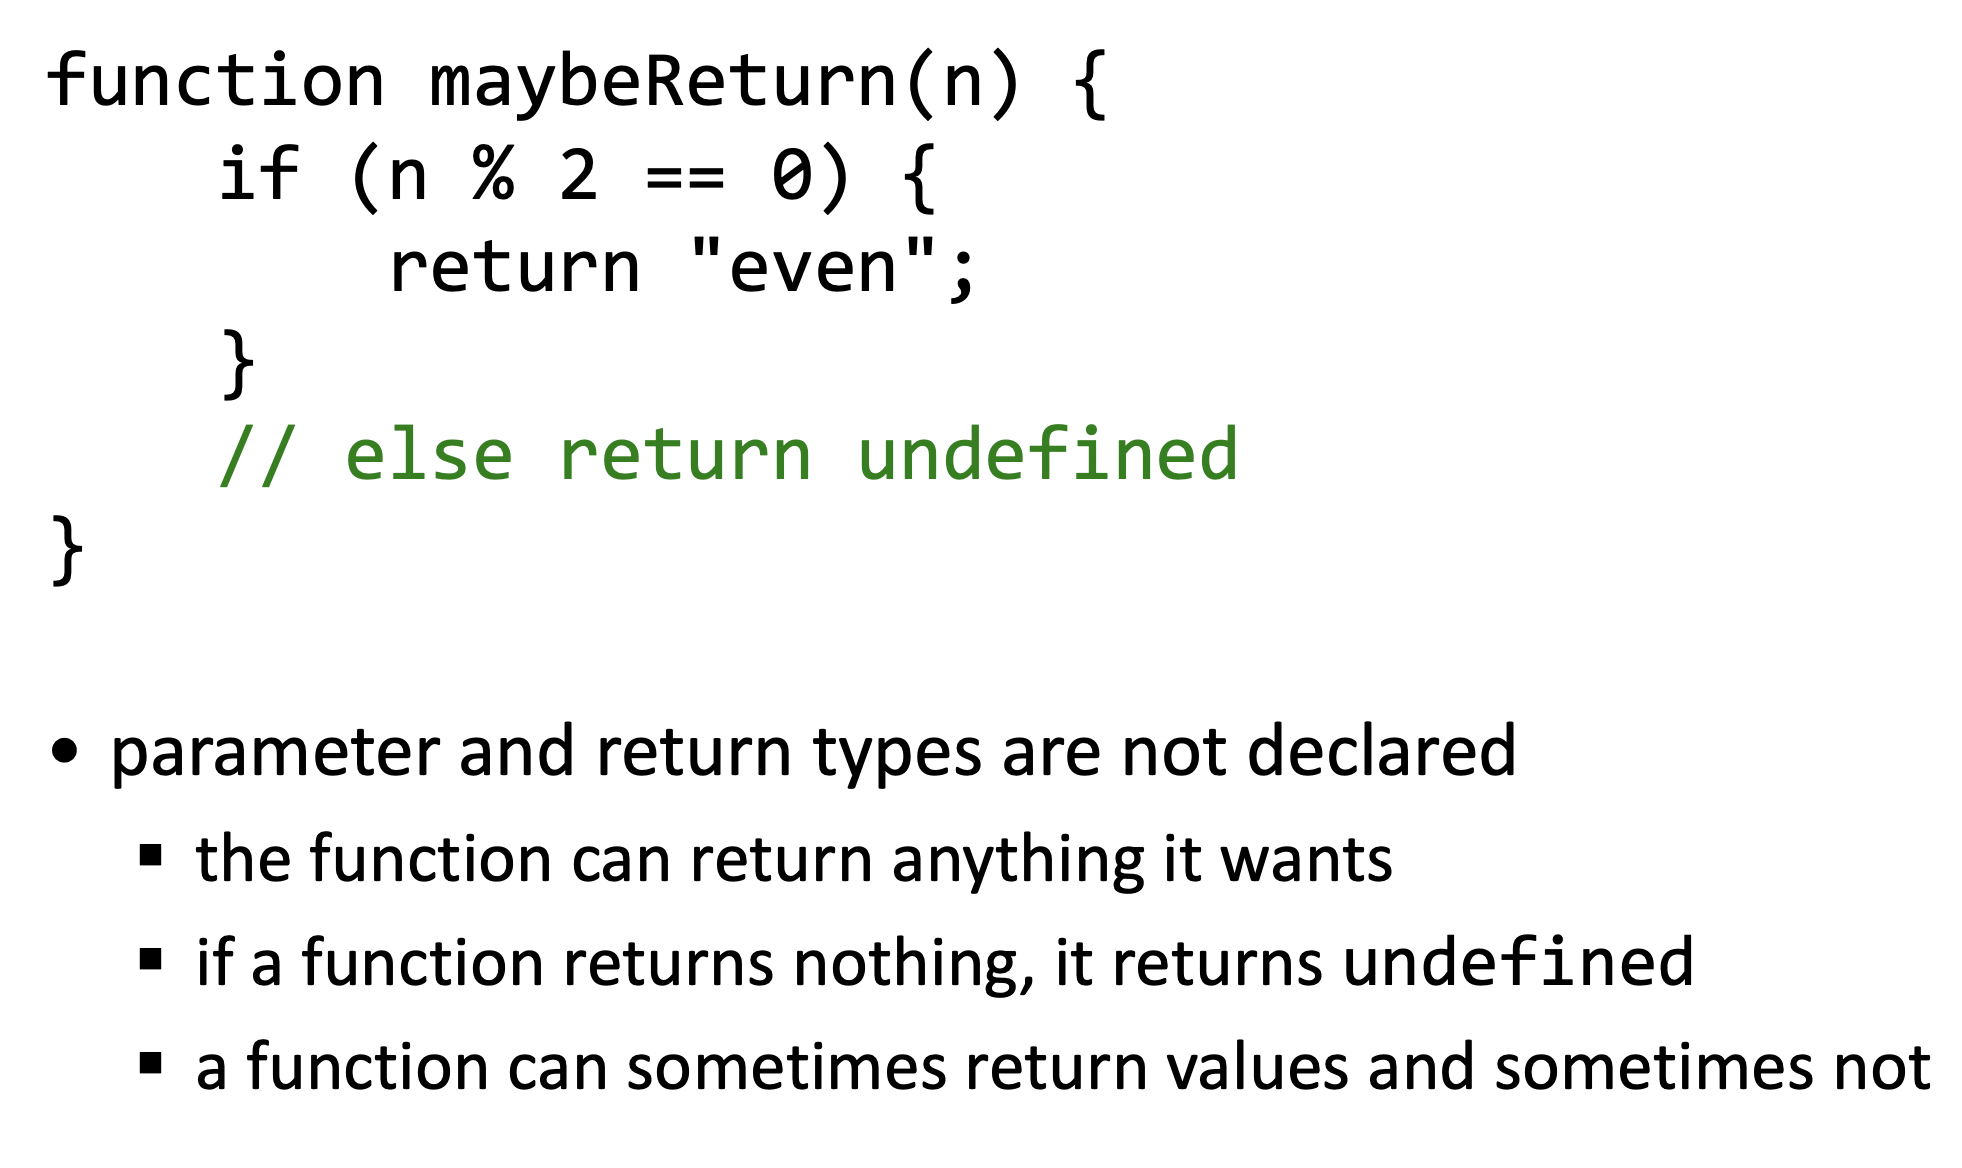 function maybeReturn(n) {
    if (n % 2 == 0) {
        return "even";
    }
    // else return undefined
}
• parameter and return types are not declared
▪ the function can return anything it wants
▪ if a function returns nothing, it returns undefined
▪ a function can sometimes return values and sometimes not